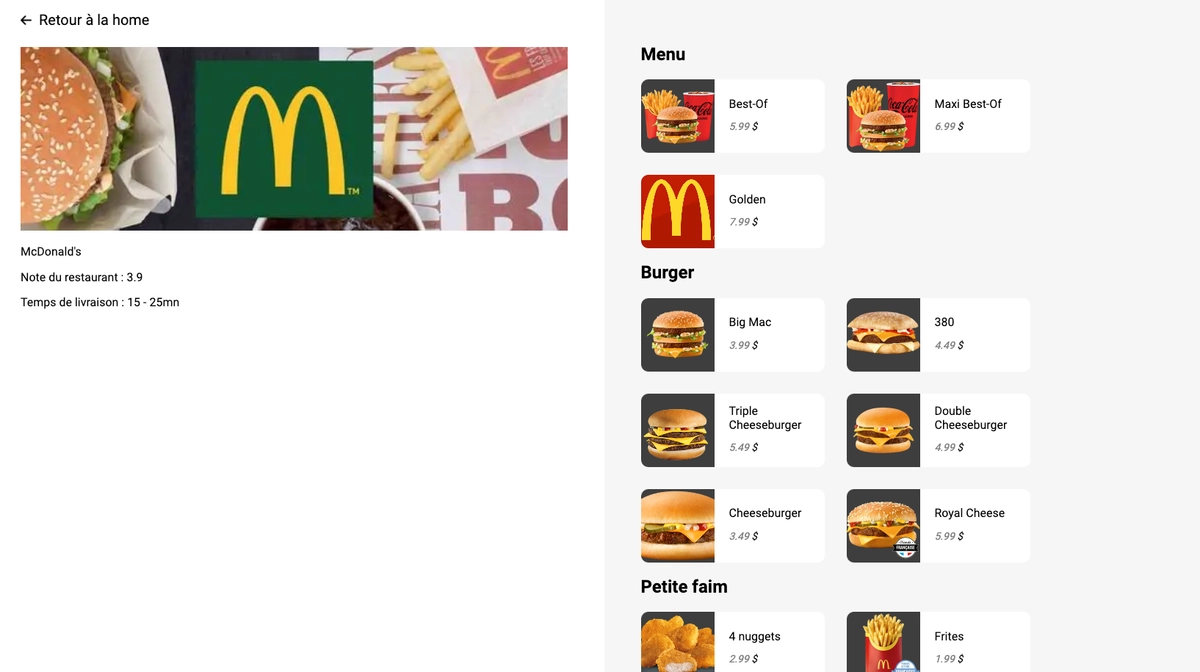 ← Retour à la home
McDonald's
Note du restaurant : 3.9
Temps de livraison : 15 - 25mn
Menu
Best-Of
5.99 $
Maxi Best-Of
6.99 $
Golden
7.99 $
Burger
Big Mac
3.99 $
380
4.49 $
Triple
Cheeseburger
5.49 $
Double
Cheeseburger
4.99 $
Cheeseburger
3.49 $
Royal Cheese
5.99 $
Petite faim
4 nuggets
2.99 $
Frites
1.99 $